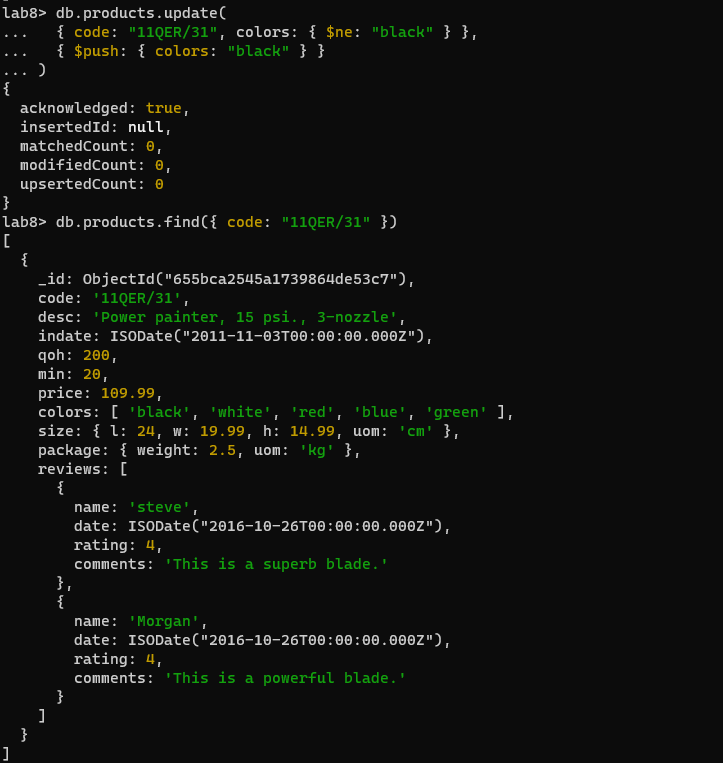 lab8> db.products.update(
...   { code: "11QER/31", colors: { $ne: "black" } },
...   { $push: { colors: "black" } }
... )
{
  acknowledged: true,
  insertedId: null,
  matchedCount: 0,
  modifiedCount: 0,
  upsertedCount: 0
}
lab8> db.products.find({ code: "11QER/31" })
[
  {
    _id: ObjectId("655bca2545a1739864de53c7"),
    code: '11QER/31',
    desc: 'Power painter, 15 psi., 3-nozzle',
    indate: ISODate("2011-11-03T00:00:00.000Z"),
    qoh: 200,
    min: 20,
    price: 109.99,
    colors: [ 'black', 'white', 'red', 'blue', 'green' ],
    size: { l: 24, w: 19.99, h: 14.99, uom: 'cm' },
    package: { weight: 2.5, uom: 'kg' },
    reviews: [
      {
        name: 'steve',
        date: ISODate("2016-10-26T00:00:00.000Z"),
        rating: 4,
        comments: 'This is a superb blade.'
      },
      {
        name: 'Morgan',
        date: ISODate("2016-10-26T00:00:00.000Z"),
        rating: 4,
        comments: 'This is a powerful blade.'
      }
    ]
  }
]